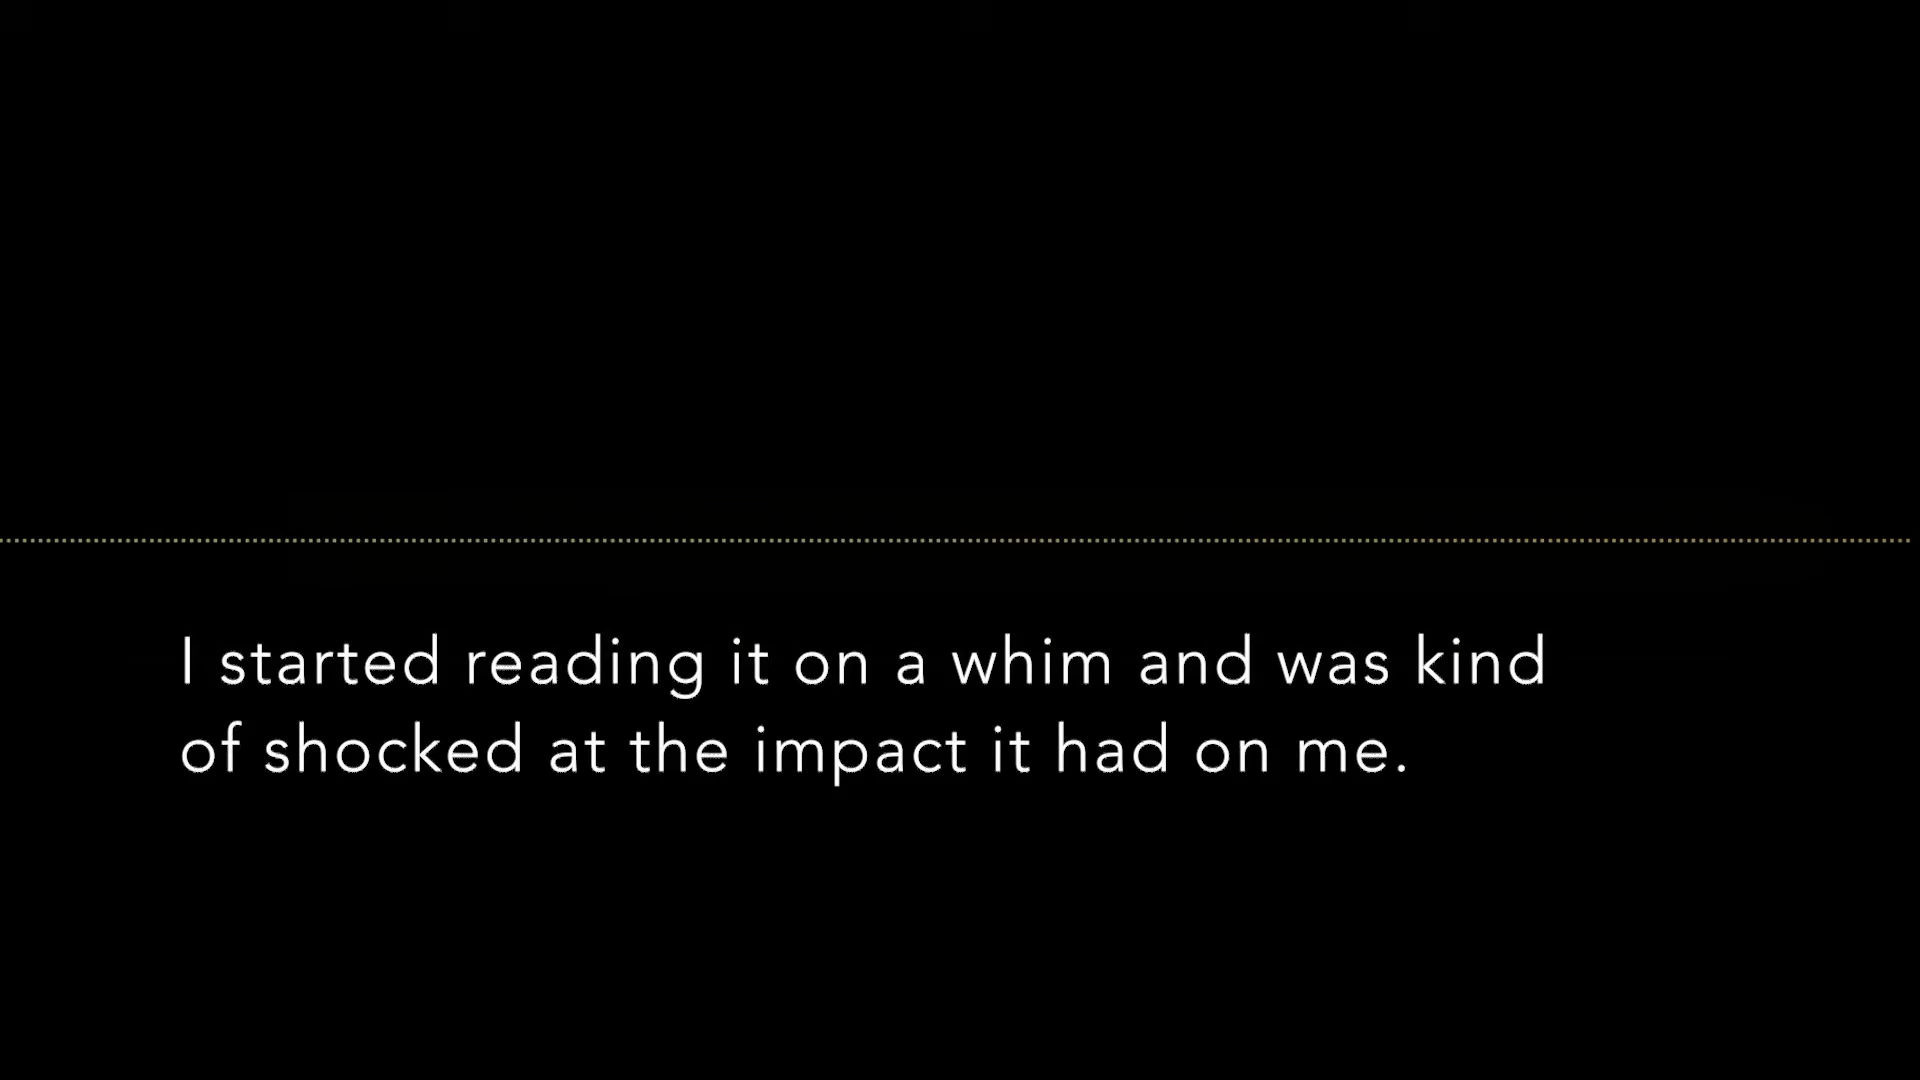 I started reading it on a whim and was kind
of shocked at the impact it had on me.